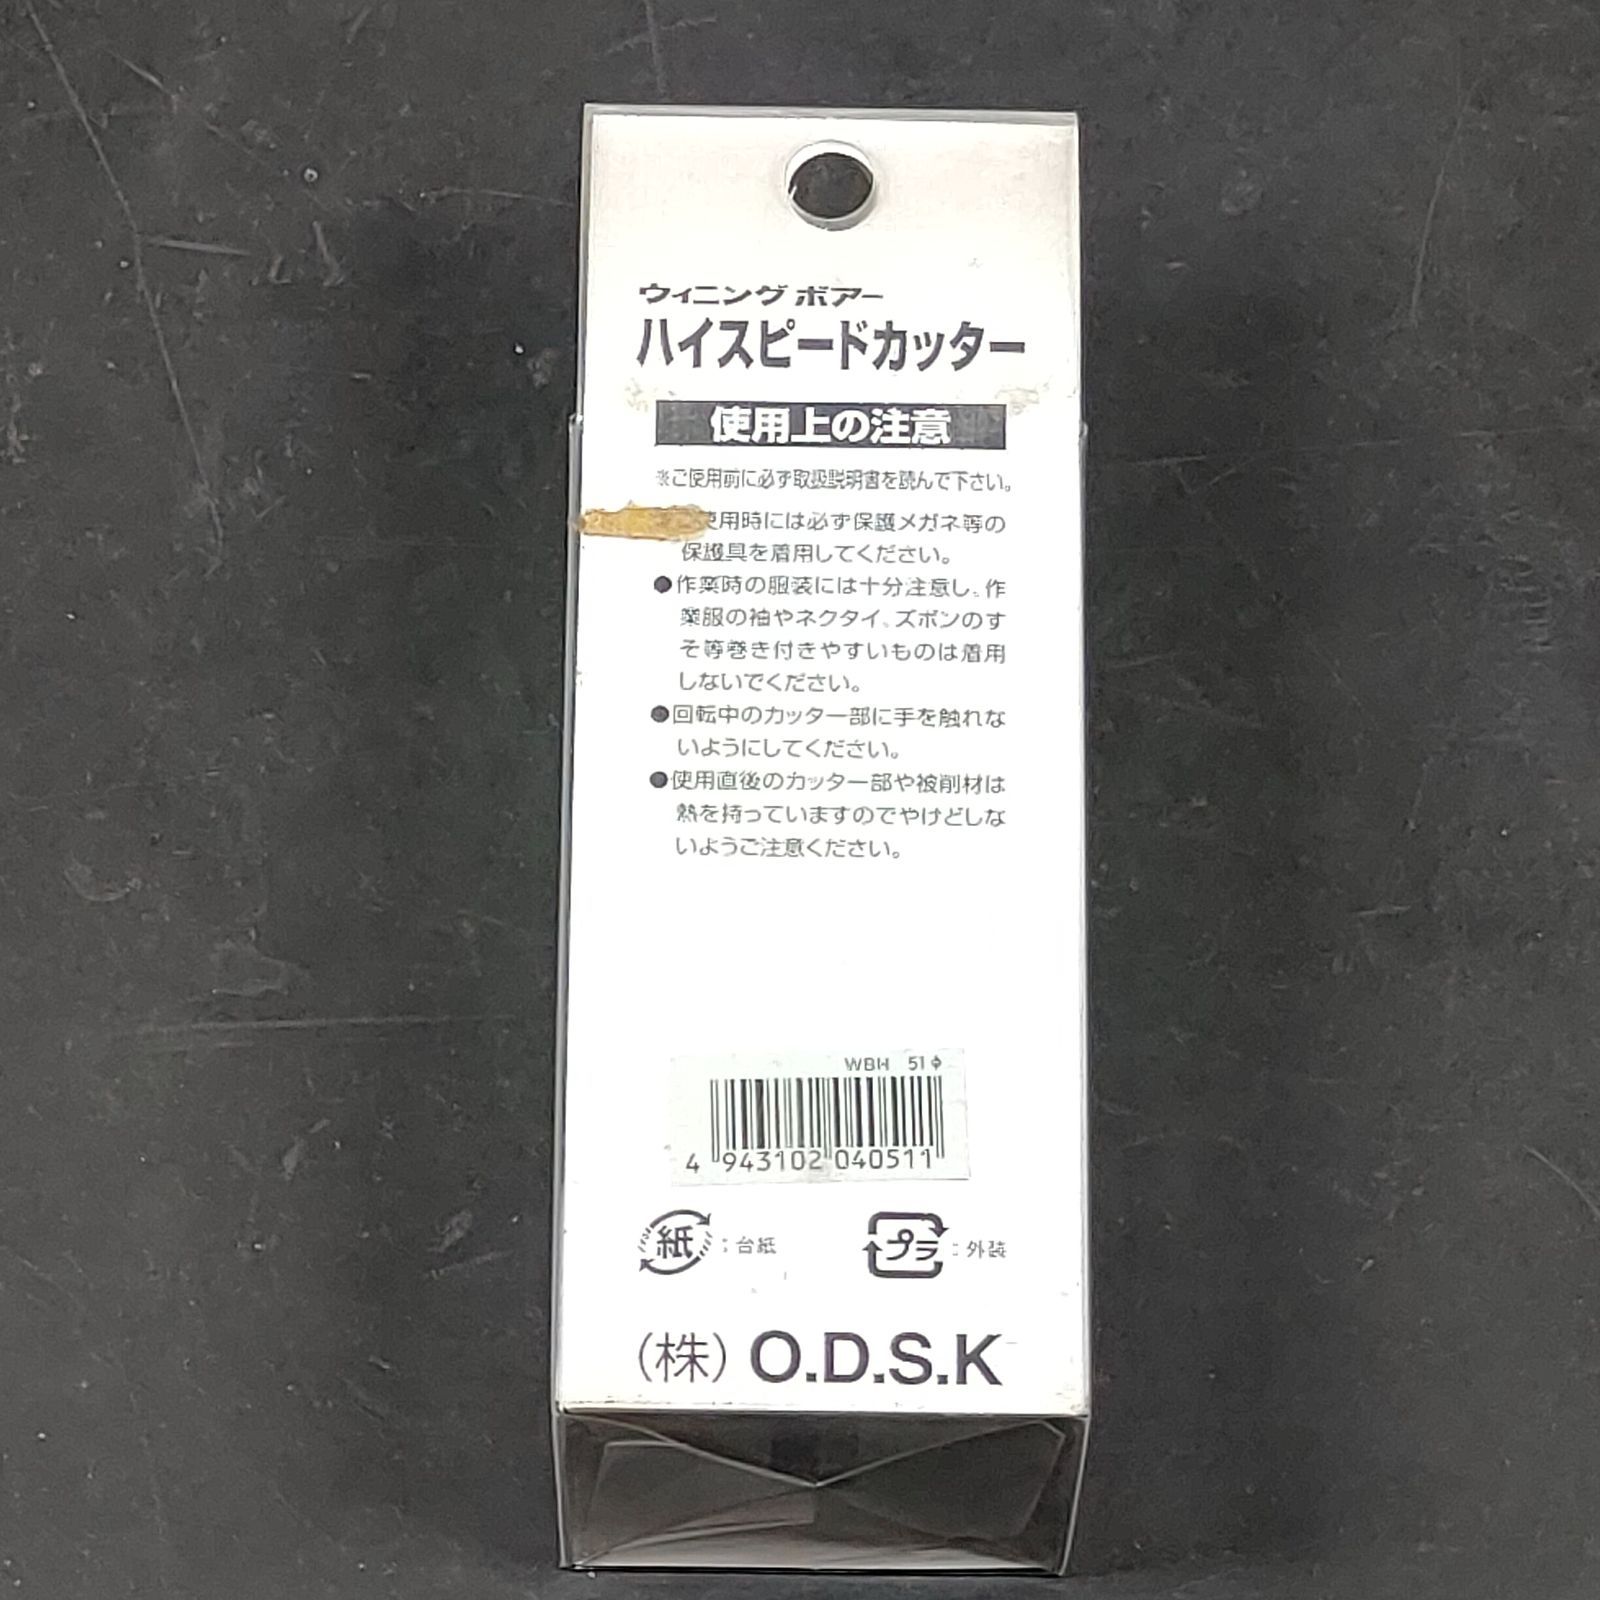 ウィニング ボアー
ハイスピードカッター
使用上の注意
※ご使用前に必ず取扱説明書を読んで下さい。
使用時には必ず保護メガネ等の
保護具を着用してください。
●作業時の服装には十分注意し、作
業服の袖やネクタイ、ズボンのす
そ等巻き付きやすいものは着用
しないでください。
●回転中のカッター部に手を触れな
いようにしてください。
●使用直後のカッター部や被削材は
熱を持っていますのでやけどしな
いようご注意ください。
WBH 51φ
4 943102 040511
紙 : 台紙
プラ : 外装
(株) O.D.S.K